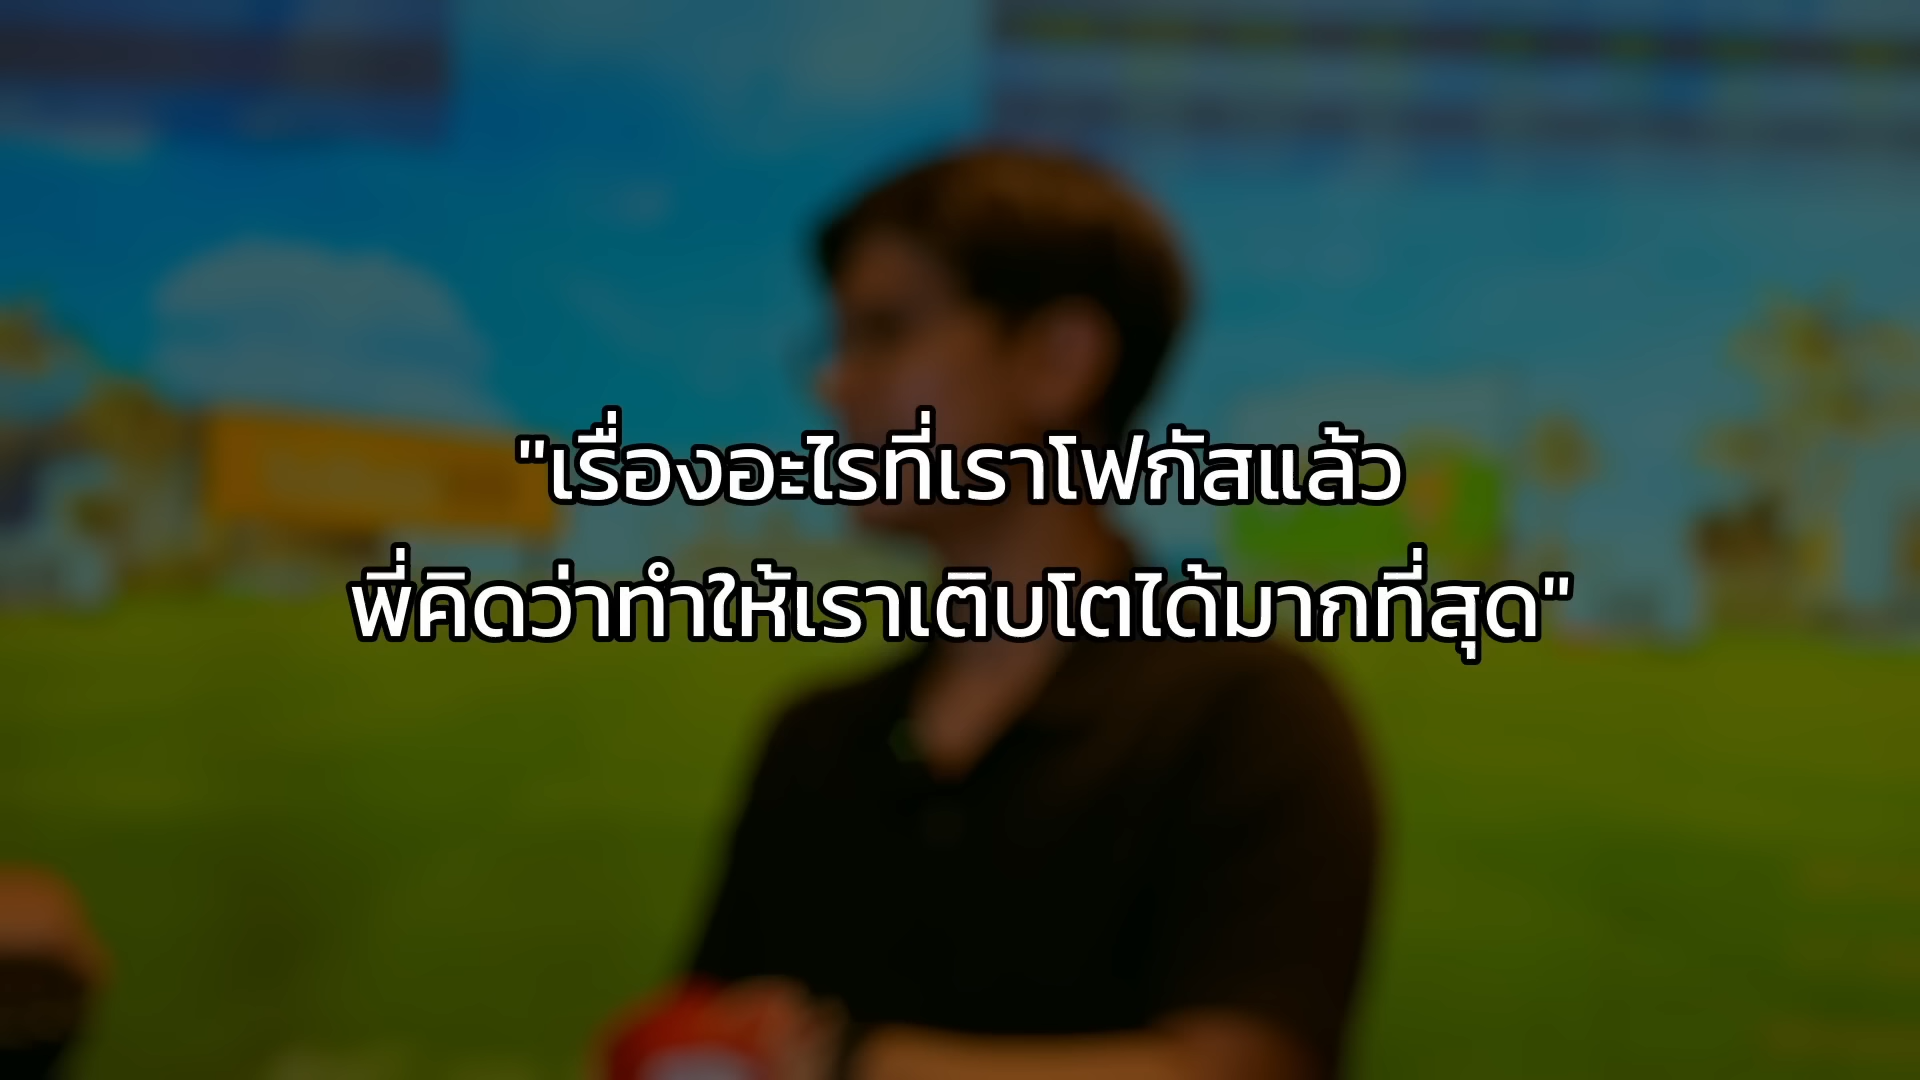 "เรื่องอะไรที่เราโฟกัสแล้ว
พี่คิดว่าทำให้เราเติบโตได้มากที่สุด"